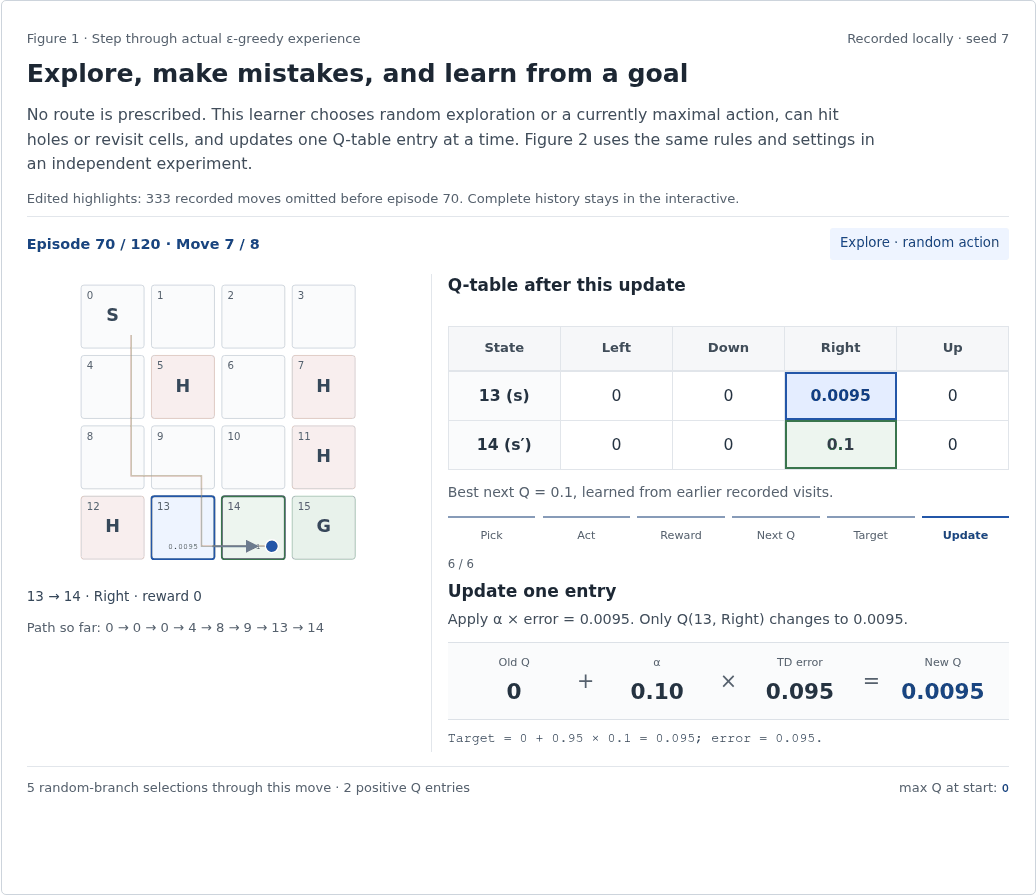 Figure 1 · Step through actual ε-greedy experience
Recorded locally · seed 7
Explore, make mistakes, and learn from a goal
No route is prescribed. This learner chooses random exploration or a currently maximal action, can hit
holes or revisit cells, and updates one Q-table entry at a time. Figure 2 uses the same rules and settings in
an independent experiment.
Edited highlights: 333 recorded moves omitted before episode 70. Complete history stays in the interactive.
Episode 70 / 120 · Move 7 / 8
Explore · random action
0 1 2 3
S
4 5 6 7
H H
8 9 10 11
H
12 13 14 15
H G
0.0095
13 → 14 · Right · reward 0
Path so far: 0 → 0 → 0 → 4 → 8 → 9 → 13 → 14
Q-table after this update
State Left Down Right Up
13 (s) 0 0 0.0095 0
14 (s′) 0 0 0.1 0
Best next Q = 0.1, learned from earlier recorded visits.
Pick Act Reward Next Q Target Update
6 / 6
Update one entry
Apply α × error = 0.0095. Only Q(13, Right) changes to 0.0095.
Old Q α TD error New Q
0 + 0.10 × 0.095 = 0.0095
Target = 0 + 0.95 × 0.1 = 0.095; error = 0.095.
5 random-branch selections through this move · 2 positive Q entries
max Q at start: 0